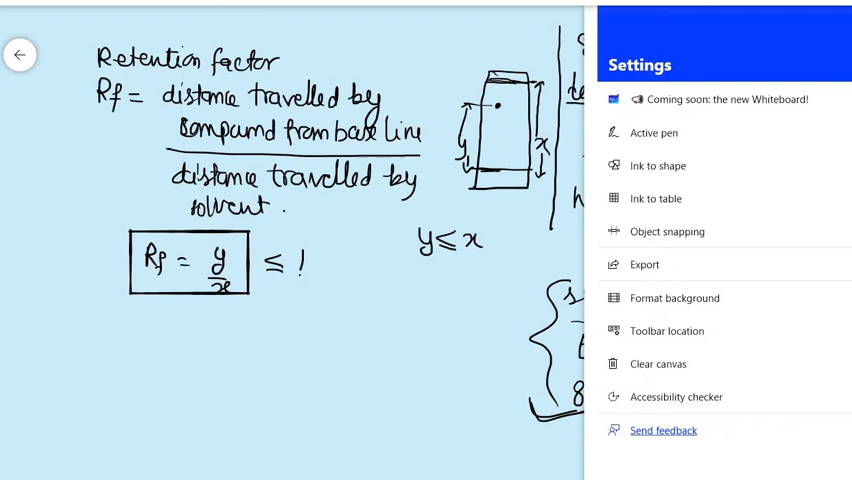 Retention factor
Rf = distance travelled by
compound from base line
distance travelled by
solvent.
Rf = y/x ≤ 1
y ≤ x
y
x
Settings
Coming soon: the new Whiteboard!
Active pen
Ink to shape
Ink to table
Object snapping
Export
Format background
Toolbar location
Clear canvas
Accessibility checker
Send feedback